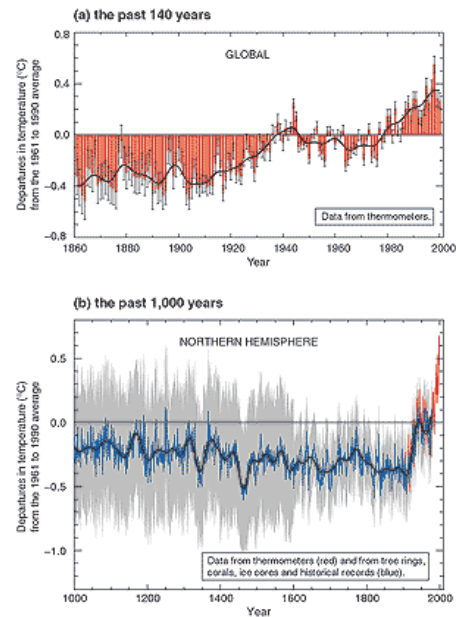 (a) the past 140 years
GLOBAL
Departures in temperature (°C)
from the 1961 to 1990 average
0.8
0.4
0.0
−0.4
−0.8
Data from thermometers.
1860
1880
1900
1920
1940
1960
1980
2000
Year
(b) the past 1,000 years
NORTHERN HEMISPHERE
Departures in temperature (°C)
from the 1961 to 1990 average
0.5
0.0
−0.5
−1.0
Data from thermometers (red) and from tree rings,
corals, ice cores and historical records (blue).
1000
1200
1400
1600
1800
2000
Year